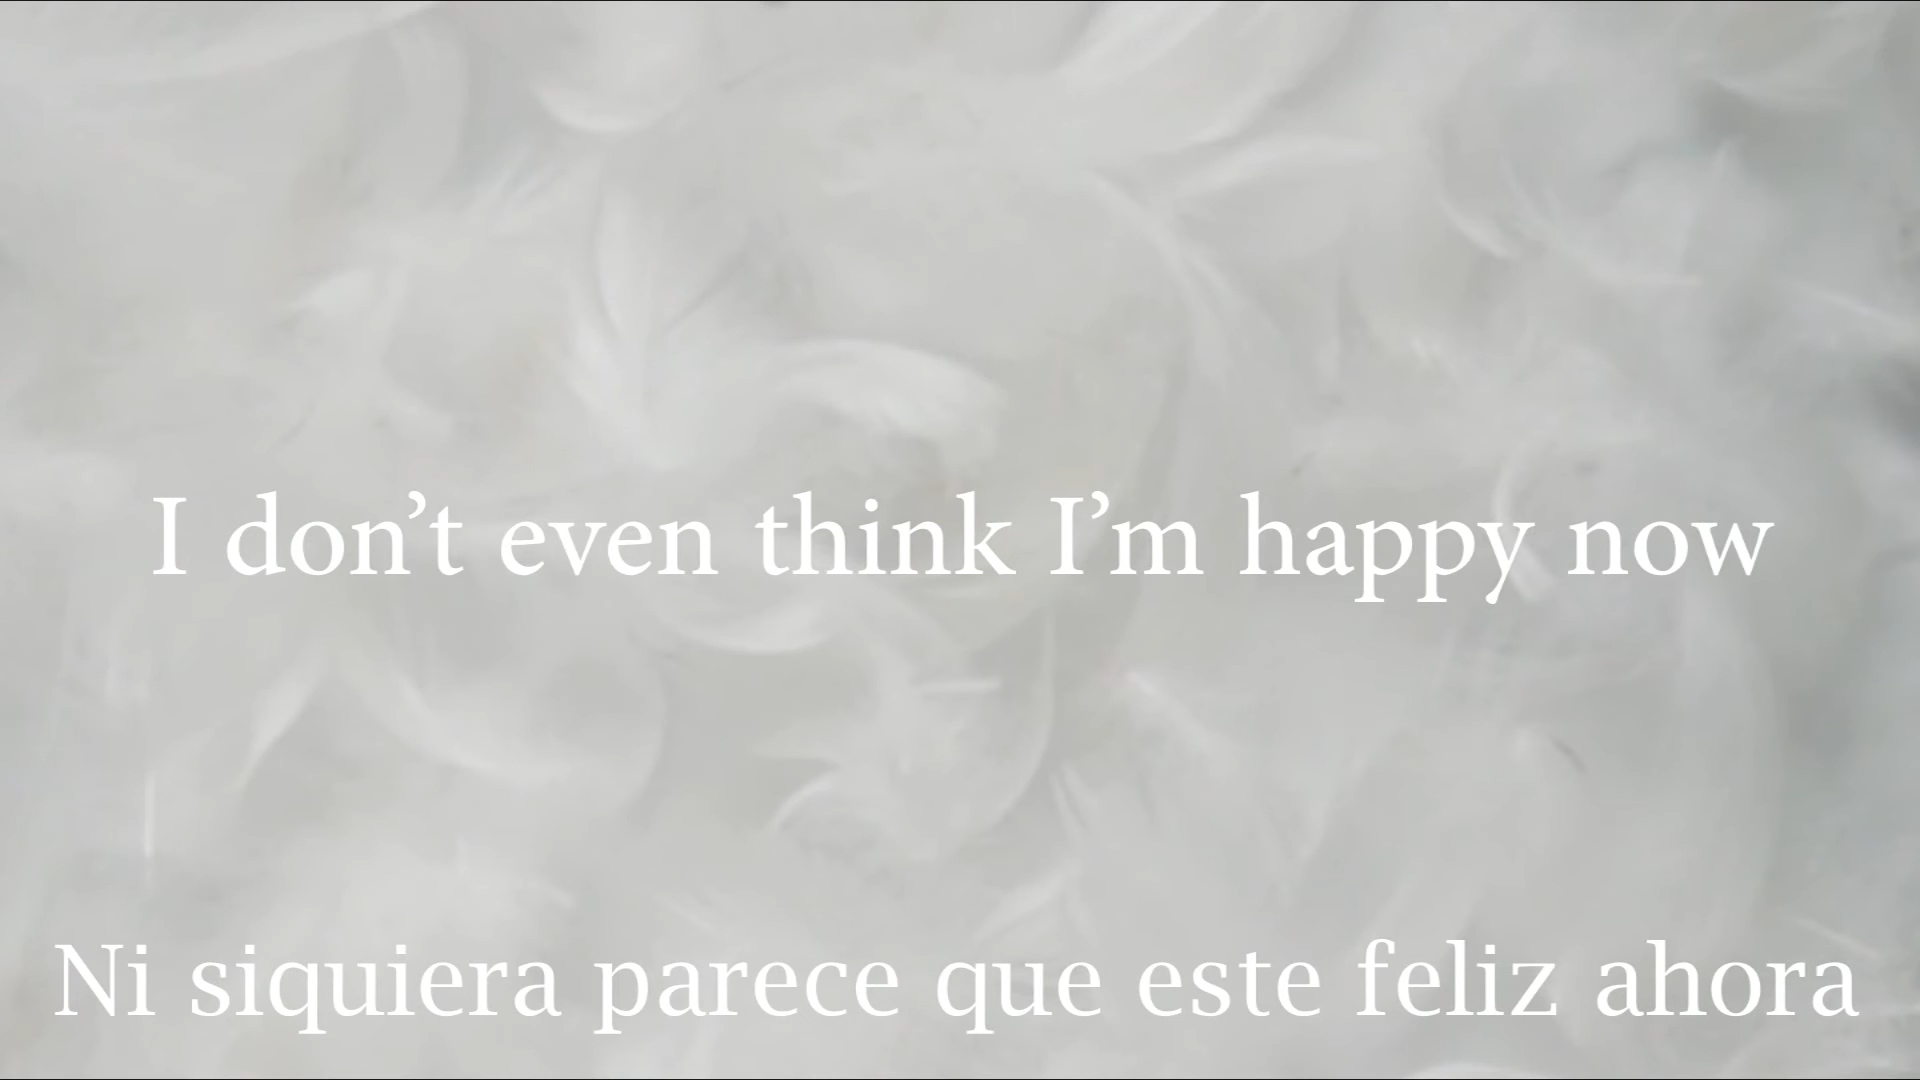 I don’t even think I’m happy now
Ni siquiera parece que este feliz ahora